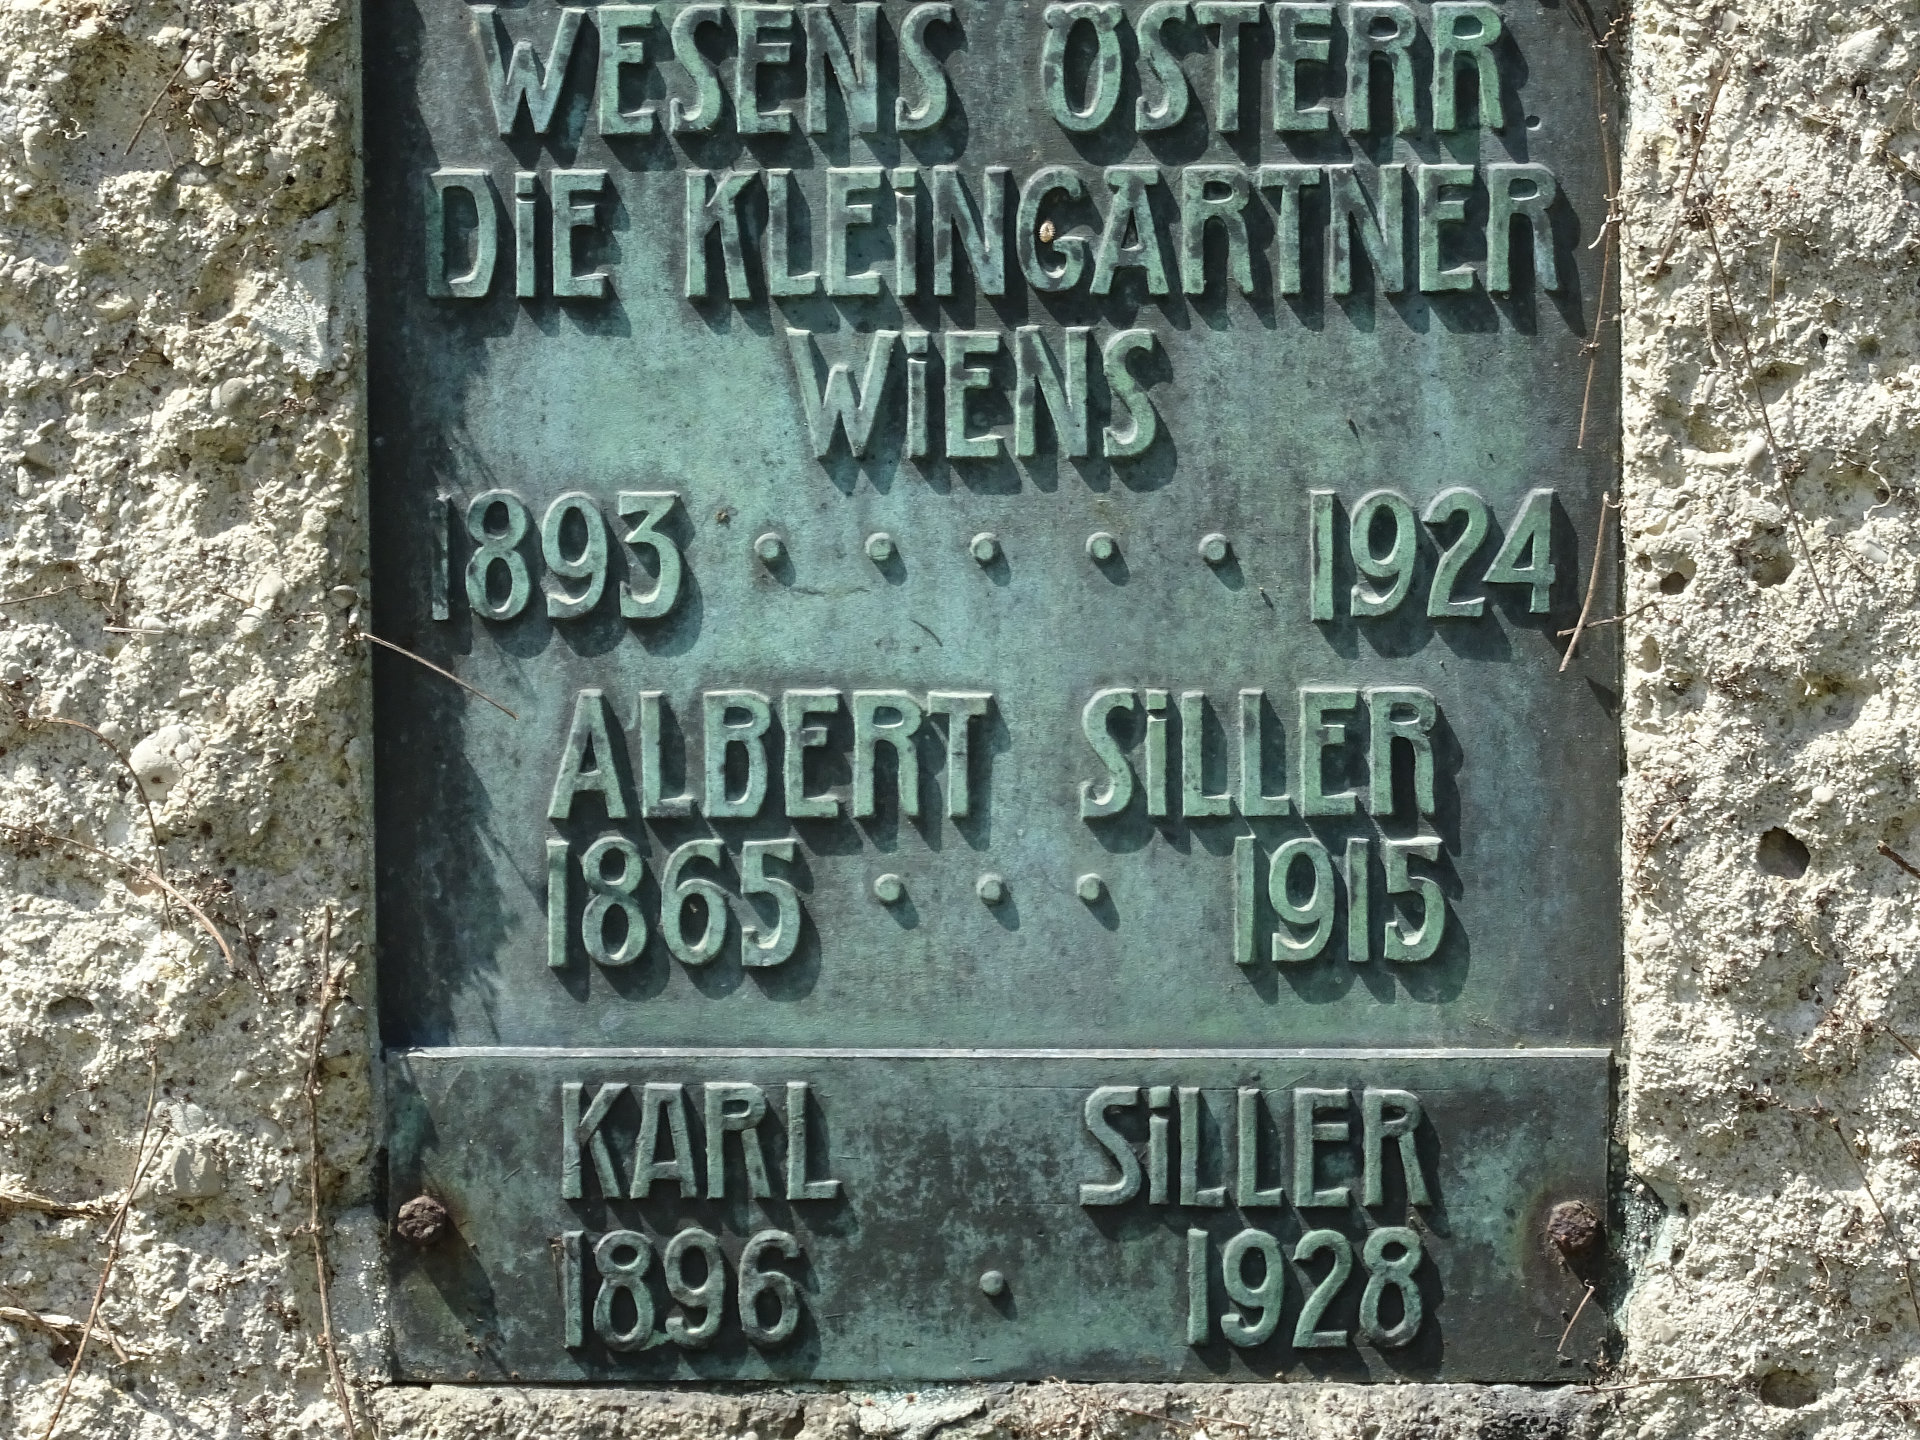 WESENS ÖSTERR.
DiE KLEiNGARTNER
WiENS
1893 · · · · · 1924
ALBERT SiLLER
1865 · · · 1915
KARL SiLLER
1896 · 1928